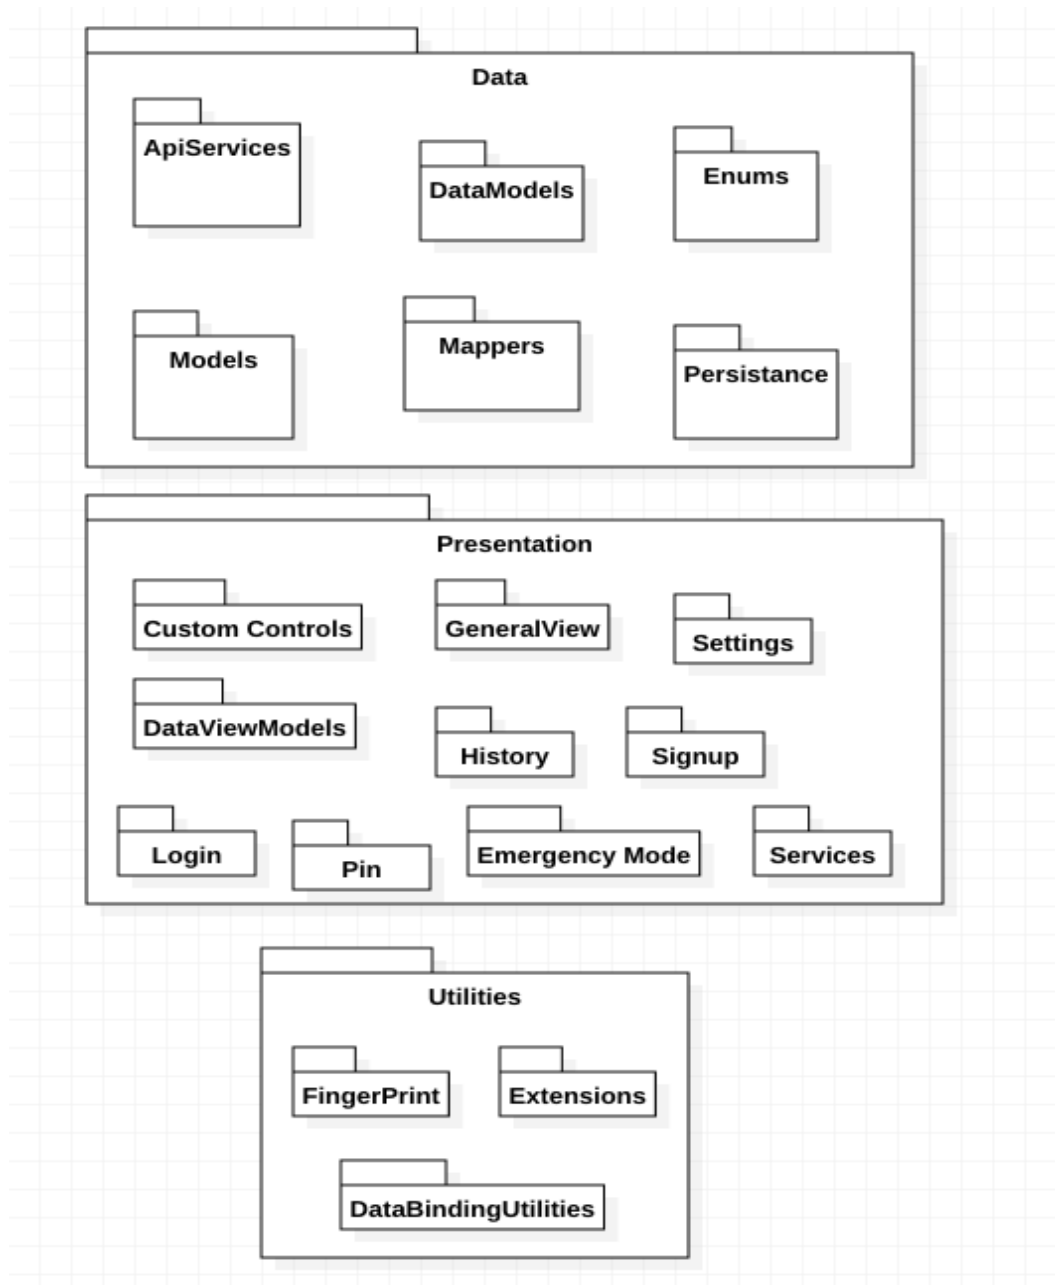 Data
ApiServices
DataModels
Enums
Models
Mappers
Persistance
Presentation
Custom Controls
GeneralView
Settings
DataViewModels
History
Signup
Login
Pin
Emergency Mode
Services
Utilities
FingerPrint
Extensions
DataBindingUtilities